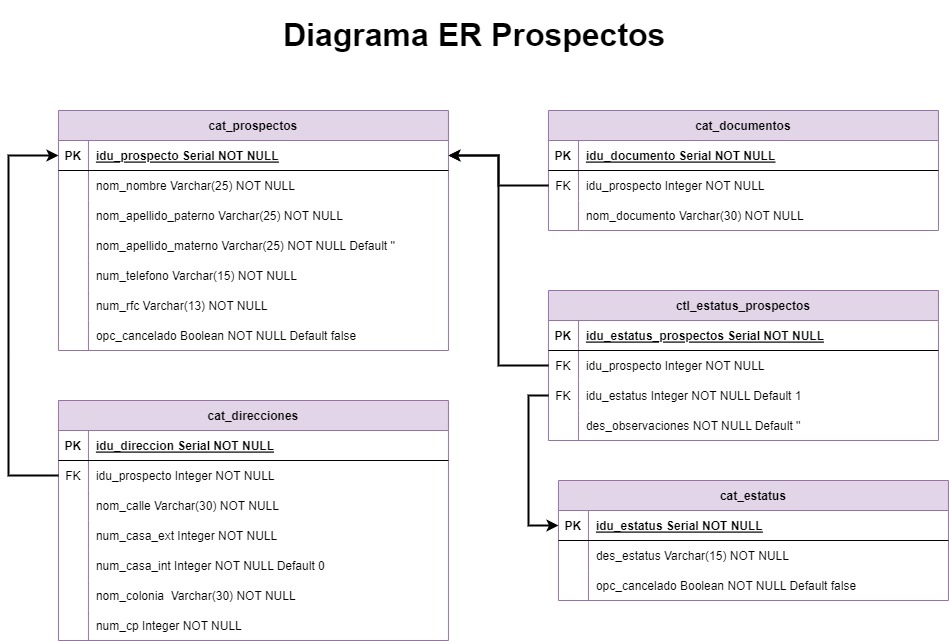 Diagrama ER Prospectos
cat_prospectos
PK idu_prospecto Serial NOT NULL
nom_nombre Varchar(25) NOT NULL
nom_apellido_paterno Varchar(25) NOT NULL
nom_apellido_materno Varchar(25) NOT NULL Default ''
num_telefono Varchar(15) NOT NULL
num_rfc Varchar(13) NOT NULL
opc_cancelado Boolean NOT NULL Default false
cat_direcciones
PK idu_direccion Serial NOT NULL
FK idu_prospecto Integer NOT NULL
nom_calle Varchar(30) NOT NULL
num_casa_ext Integer NOT NULL
num_casa_int Integer NOT NULL Default 0
nom_colonia  Varchar(30) NOT NULL
num_cp Integer NOT NULL
cat_documentos
PK idu_documento Serial NOT NULL
FK idu_prospecto Integer NOT NULL
nom_documento Varchar(30) NOT NULL
ctl_estatus_prospectos
PK idu_estatus_prospectos Serial NOT NULL
FK idu_prospecto Integer NOT NULL
FK idu_estatus Integer NOT NULL Default 1
des_observaciones NOT NULL Default ''
cat_estatus
PK idu_estatus Serial NOT NULL
des_estatus Varchar(15) NOT NULL
opc_cancelado Boolean NOT NULL Default false